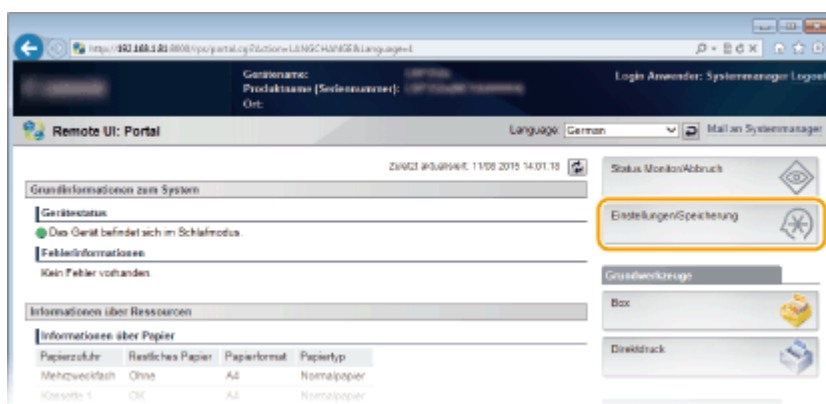 Gerätename:
Produktname [Seriennummer]:
Ort:
Login Anwender: Systemmanager Logout
Remote UI: Portal
Language: German
Mail an Systemmanager
Zuletzt aktualisiert: 11/08 2015 14:01:18
Grundinformationen zum System
Gerätestatus
Das Gerät befindet sich im Schlafmodus.
Fehlerinformationen
Kein Fehler vorhanden.
Informationen über Ressourcen
Informationen über Papier
Papierzufuhr Restliches Papier Papierformat Papiertyp
Mehrzweckfach Ohne A4 Normalpapier
Kassette 1 OK A4 Normalpapier
Status Monitor/Abbruch
Einstellungen/Speicherung
Grundwerkzeuge
Box
Direktdruck